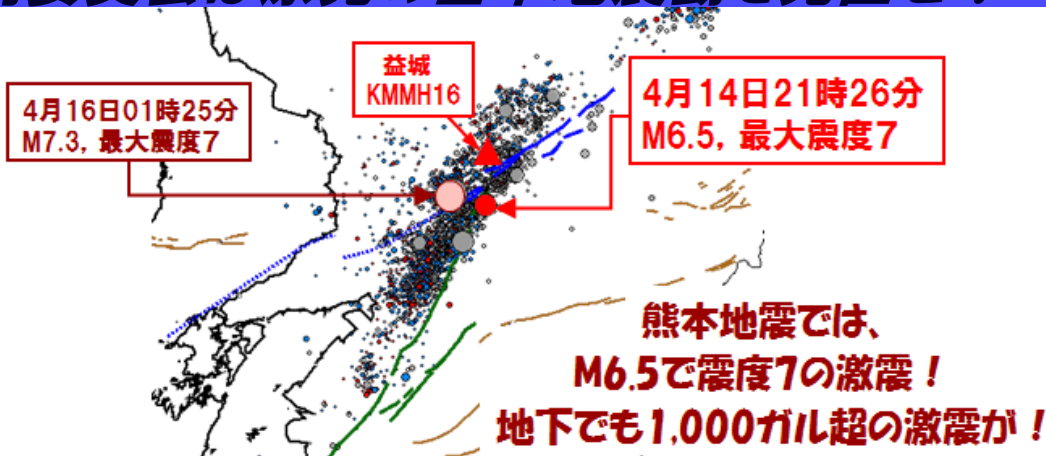 益城
KMMH16
4月16日01時25分
M7.3, 最大震度7
4月14日21時26分
M6.5, 最大震度7
熊本地震では、
M6.5で震度7の激震！
地下でも1,000ガル超の激震が！